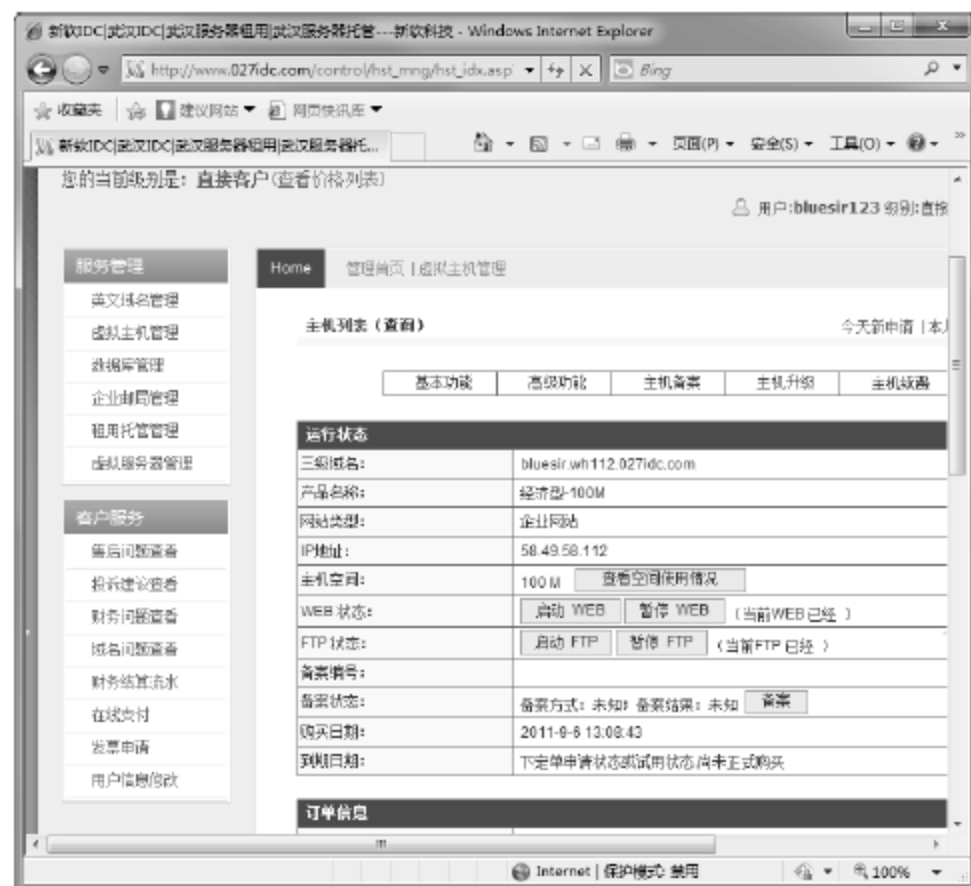 新软IDC|武汉IDC|武汉服务器租用|武汉服务器托管---新软科技 - Windows Internet Explorer
http://www.027idc.com/control/hst_mng/hst_idx.asp
Bing
收藏夹 建议网站 网页快讯库
新软IDC|武汉IDC|武汉服务器租用|武汉服务器托...
页面(P) 安全(S) 工具(O)
您的当前级别是: 直接客户(查看价格列表)
用户:bluesir123 级别:直接
服务管理
英文域名管理
虚拟主机管理
数据库管理
企业邮局管理
租用托管管理
虚拟服务器管理
客户服务
售后问题查看
投诉建议查看
财务问题查看
域名问题查看
财务结算流水
在线支付
发票申请
用户信息修改
Home 管理首页 | 虚拟主机管理
主机列表(查询)
今天新申请 | 本
基本功能 高级功能 主机备案 主机升级 主机续费
运行状态
三级域名: bluesir.wh112.027idc.com
产品名称: 经济型-100M
网站类型: 企业网站
IP地址: 58.49.58.112
主机空间: 100 M 查看空间使用情况
WEB 状态: 启动 WEB 暂停 WEB (当前WEB已经 )
FTP 状态: 启动 FTP 暂停 FTP (当前FTP 已经 )
备案编号:
备案状态: 备案方式: 未知; 备案结果: 未知 备案
购买日期: 2011-9-6 13:08:43
到期日期: 下定单申请状态或试用状态,尚未正式购买
订单信息
Internet | 保护模式: 禁用
100%